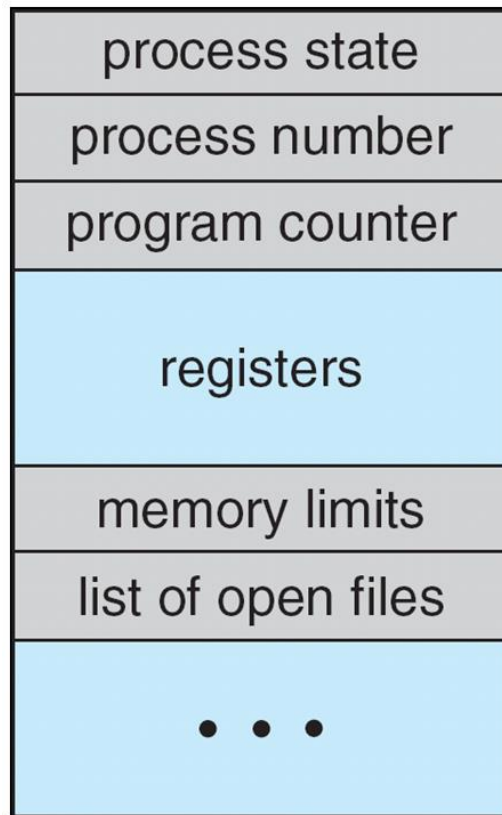 process state
process number
program counter
registers
memory limits
list of open files
• • •